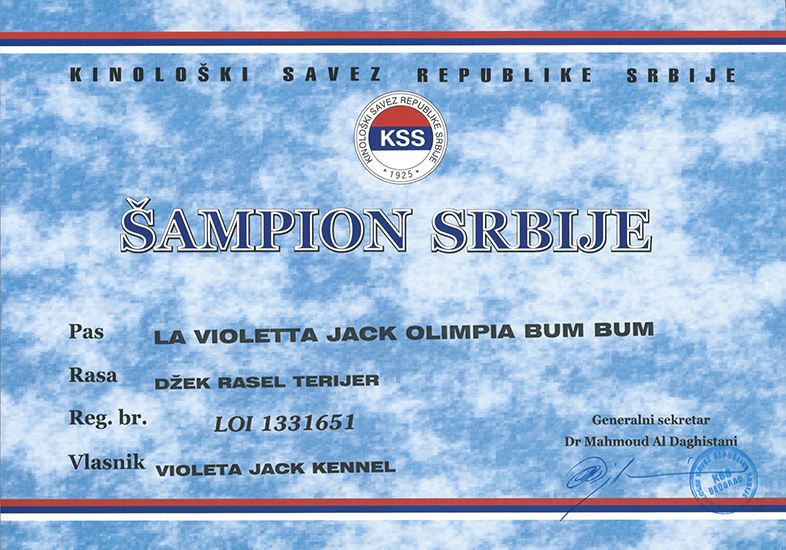 KINOLOŠKI SAVEZ REPUBLIKE SRBIJE
KINOLOŠKI SAVEZ REPUBLIKE SRBIJE
KSS
* 1925 *
ŠAMPION SRBIJE
Pas LA VIOLETTA JACK OLIMPIA BUM BUM
Rasa DŽEK RASEL TERIJER
Reg. br. LOI 1331651
Vlasnik VIOLETA JACK KENNEL
Generalni sekretar
Dr Mahmoud Al Daghistani
SAVEZ REPUBLIKE
KSS
BEOGRAD